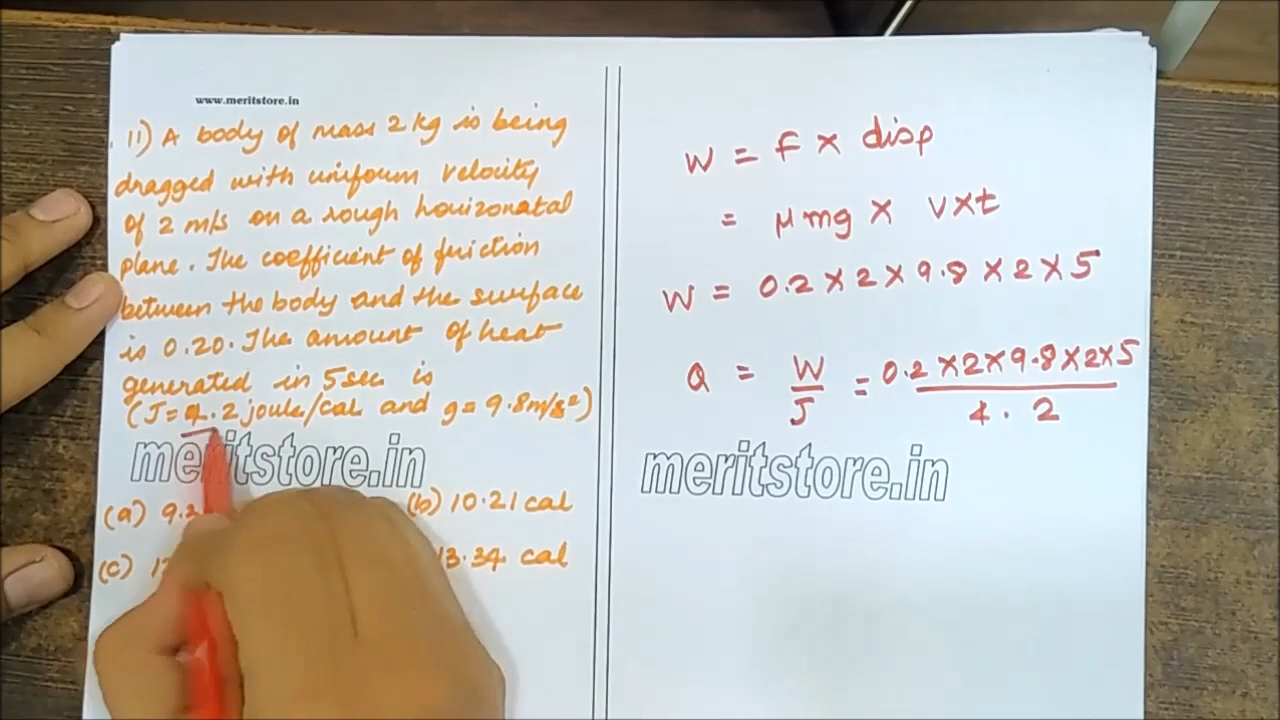 www.meritstore.in
11) A body of mass 2 kg is being
dragged with uniform velocity
of 2 m/s on a rough houizonatal
plane. The coefficient of friction
between the body and the surface
is 0.20. The amount of heat
generated in 5 sec is
(J = 4.2 joule/cal and g = 9.8 m/s²)
meritstore.in
(a) 9.
(b) 10.21 cal
(c)
13.34 cal
W = F × disp
= μmg × v×t
W = 0.2 × 2 × 9.8 × 2 × 5
Q = W/J = 0.2 × 2 × 9.8 × 2 × 5 / 4.2
meritstore.in